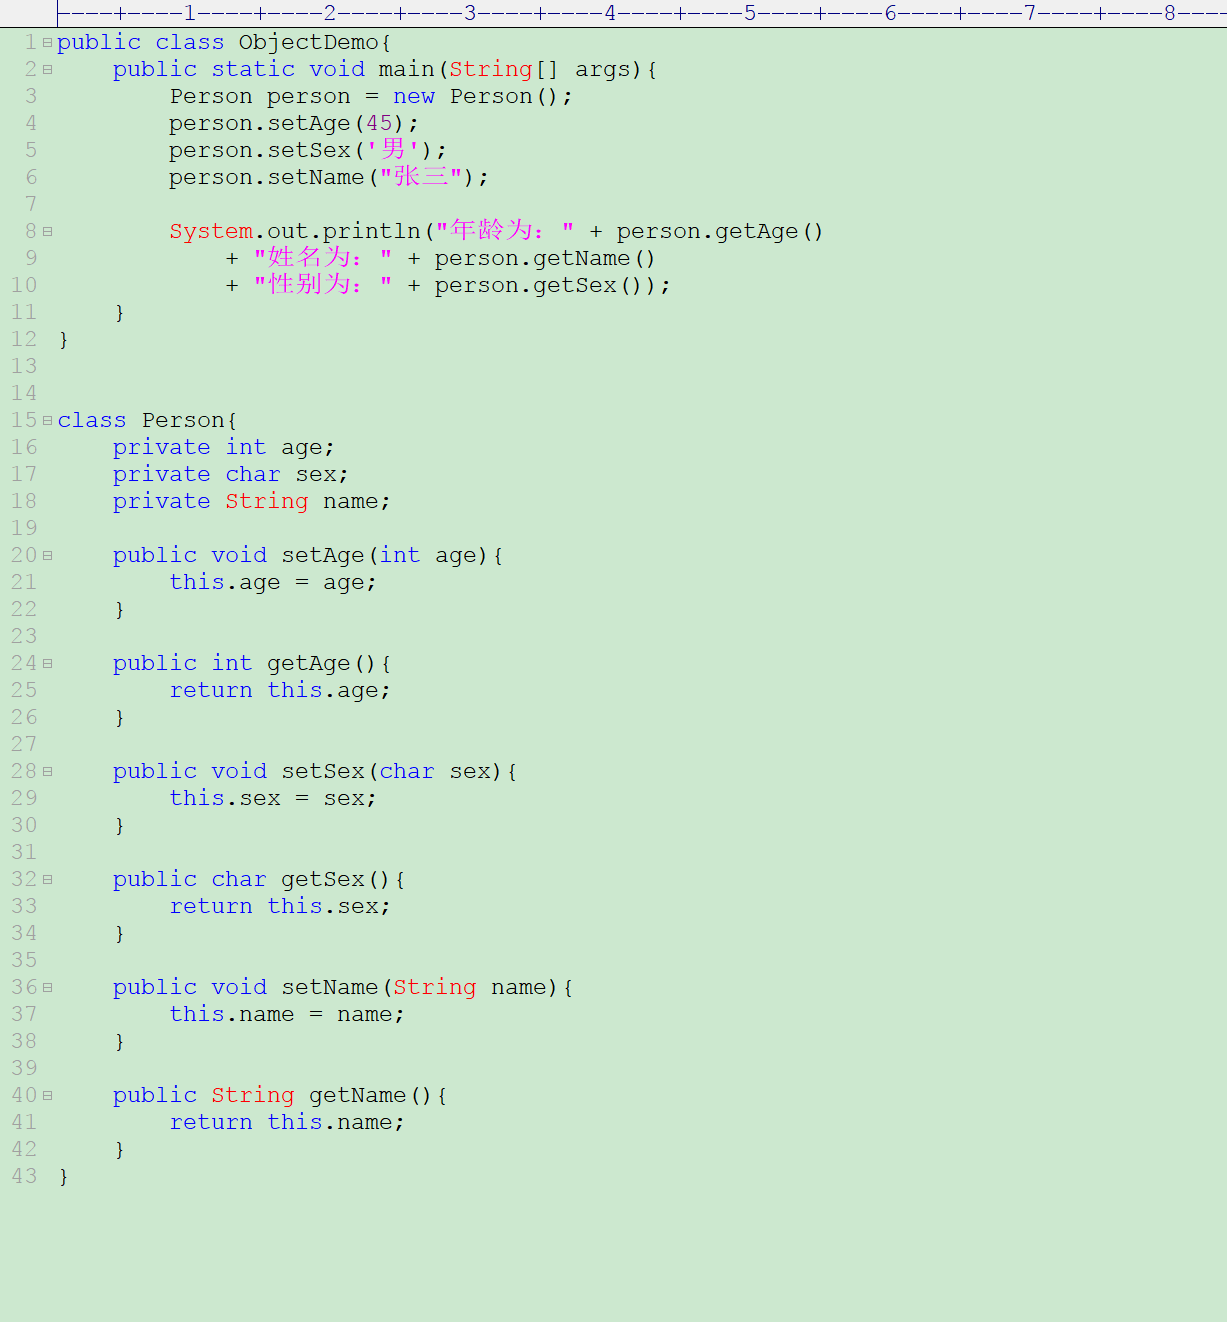 ----+----1----+----2----+----3----+----4----+----5----+----6----+----7----+----8----
1 public class ObjectDemo{
2     public static void main(String[] args){
3         Person person = new Person();
4         person.setAge(45);
5         person.setSex('男');
6         person.setName("张三");
7
8         System.out.println("年龄为：" + person.getAge()
9             + "姓名为：" + person.getName()
10             + "性别为：" + person.getSex());
11     }
12 }
13
14
15 class Person{
16     private int age;
17     private char sex;
18     private String name;
19
20     public void setAge(int age){
21         this.age = age;
22     }
23
24     public int getAge(){
25         return this.age;
26     }
27
28     public void setSex(char sex){
29         this.sex = sex;
30     }
31
32     public char getSex(){
33         return this.sex;
34     }
35
36     public void setName(String name){
37         this.name = name;
38     }
39
40     public String getName(){
41         return this.name;
42     }
43 }